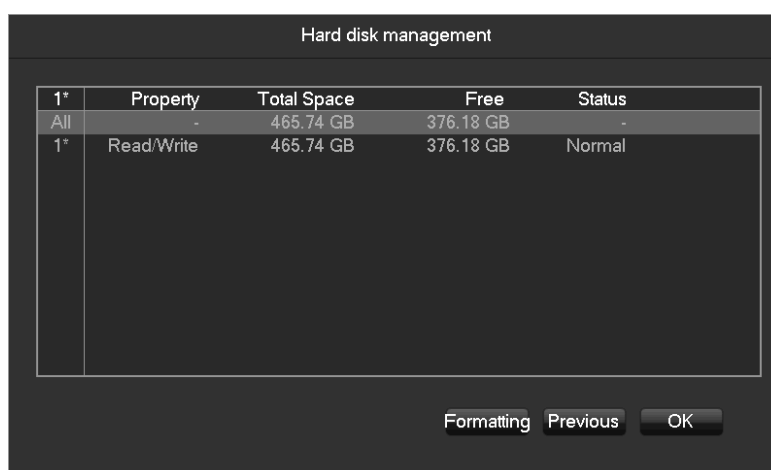 Hard disk management
1* Property Total Space Free Status
All - 465.74 GB 376.18 GB -
1* Read/Write 465.74 GB 376.18 GB Normal
Formatting Previous OK